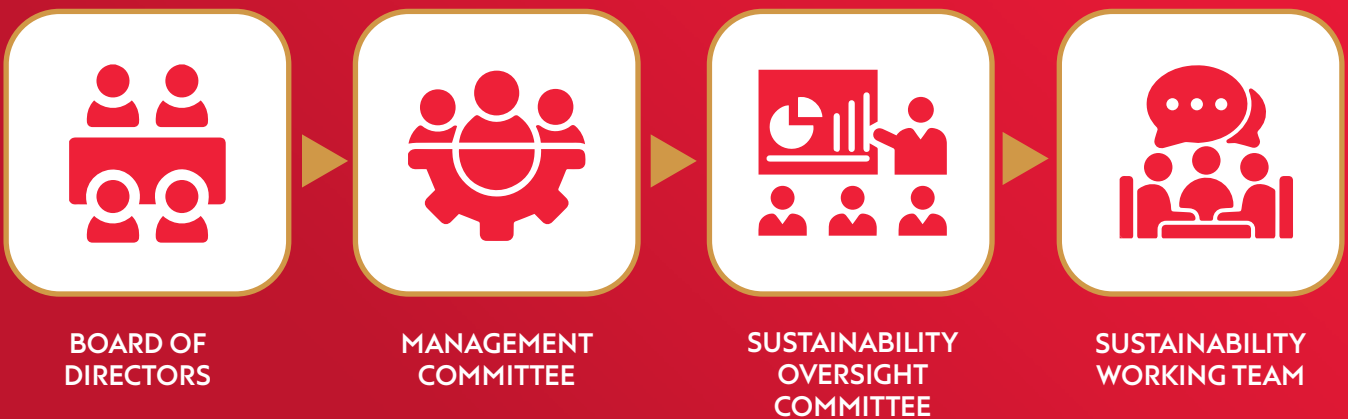 BOARD OF
DIRECTORS
MANAGEMENT
COMMITTEE
SUSTAINABILITY
OVERSIGHT
COMMITTEE
SUSTAINABILITY
WORKING TEAM